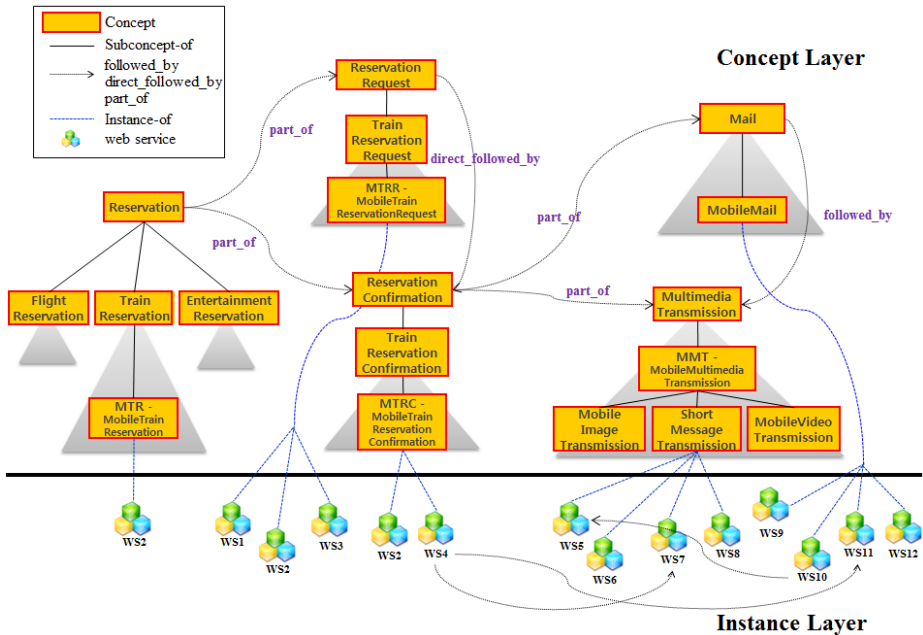 Concept
Subconcept-of
followed_by
direct_followed_by
part_of
Instance-of
web service
Concept Layer
Reservation
Request
Train
Reservation
Request
MTRR -
MobileTrain
ReservationRequest
part_of
direct_followed_by
Mail
MobileMail
part_of
followed_by
Reservation
part_of
Reservation
Confirmation
part_of
Multimedia
Transmission
Flight
Reservation
Train
Reservation
Entertainment
Reservation
Train
Reservation
Confirmation
MMT -
MobileMultimedia
Transmission
MTR -
MobileTrain
Reservation
MTRC -
MobileTrain
Reservation
Confirmation
Mobile
Image
Transmission
Short
Message
Transmission
MobileVideo
Transmission
WS2
WS1
WS2
WS3
WS2
WS4
WS5
WS6
WS7
WS8
WS9
WS10
WS11
WS12
Instance Layer